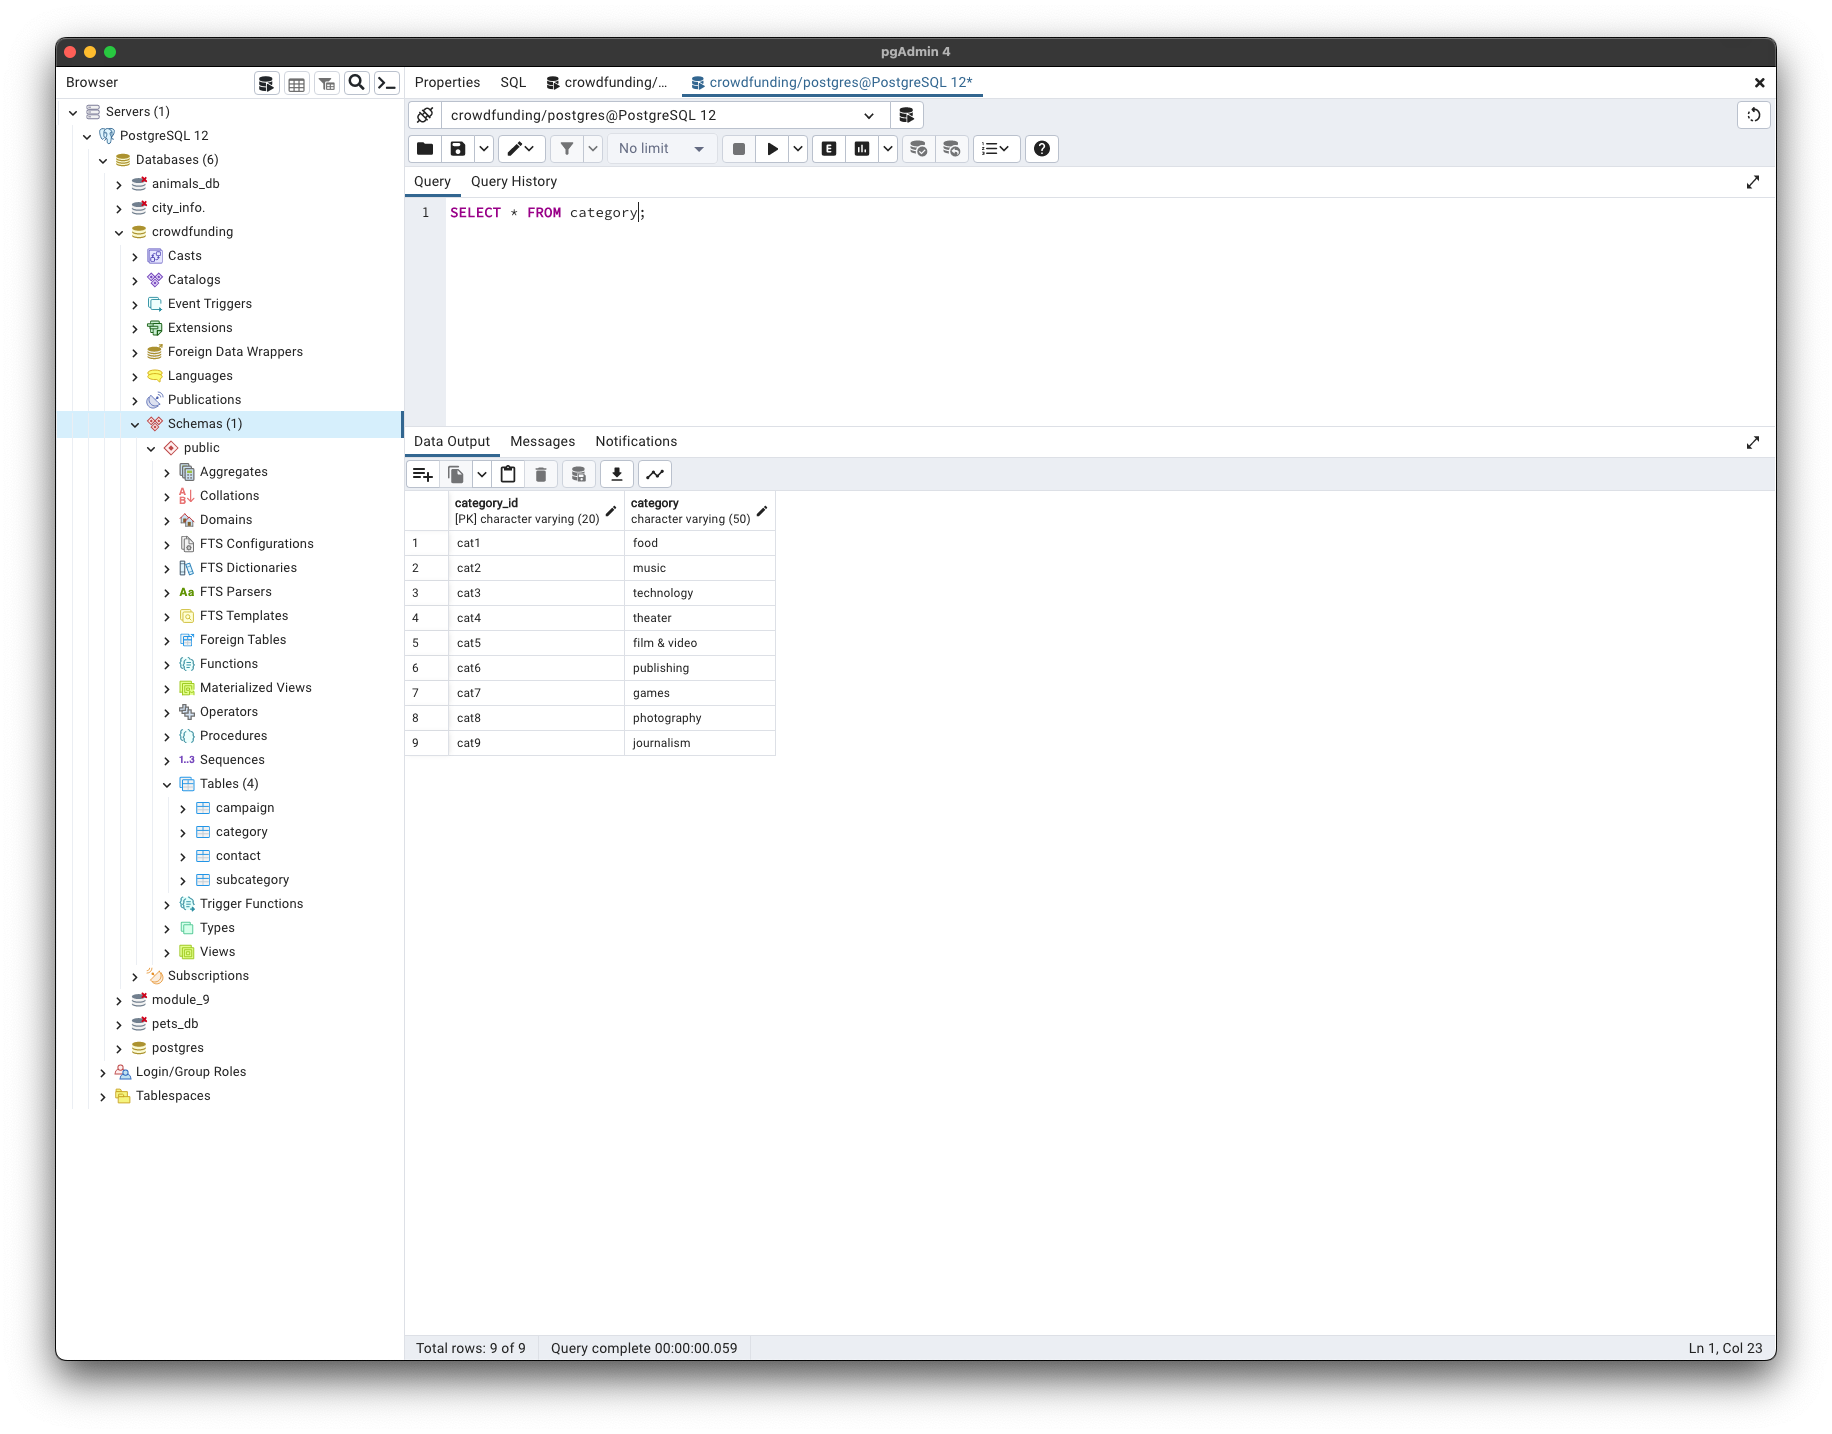 pgAdmin 4
Browser
Properties SQL crowdfunding/... crowdfunding/postgres@PostgreSQL 12*
Servers (1)
PostgreSQL 12
Databases (6)
animals_db
city_info.
crowdfunding
Casts
Catalogs
Event Triggers
Extensions
Foreign Data Wrappers
Languages
Publications
Schemas (1)
public
Aggregates
Collations
Domains
FTS Configurations
FTS Dictionaries
Aa FTS Parsers
FTS Templates
Foreign Tables
Functions
Materialized Views
Operators
Procedures
1..3 Sequences
Tables (4)
campaign
category
contact
subcategory
Trigger Functions
Types
Views
Subscriptions
module_9
pets_db
postgres
Login/Group Roles
Tablespaces
crowdfunding/postgres@PostgreSQL 12
No limit E
Query Query History
1 SELECT * FROM category;
Data Output Messages Notifications
category_id category
[PK] character varying (20) character varying (50)
1 cat1 food
2 cat2 music
3 cat3 technology
4 cat4 theater
5 cat5 film & video
6 cat6 publishing
7 cat7 games
8 cat8 photography
9 cat9 journalism
Total rows: 9 of 9 Query complete 00:00:00.059 Ln 1, Col 23